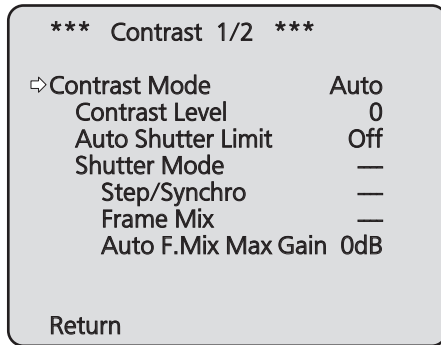 *** Contrast 1/2 ***
⇨Contrast Mode Auto
Contrast Level 0
Auto Shutter Limit Off
Shutter Mode ––
Step/Synchro ––
Frame Mix ––
Auto F.Mix Max Gain 0dB
Return